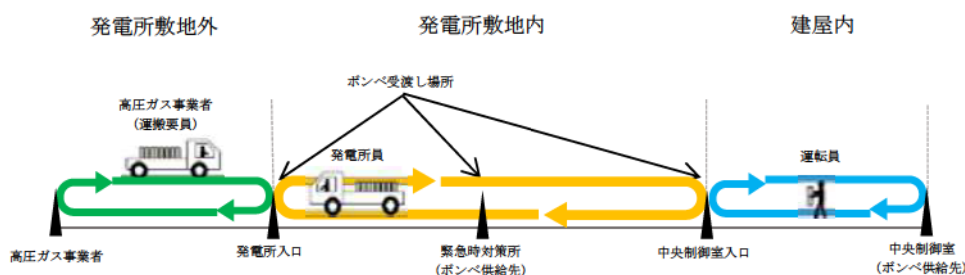 発電所敷地外
発電所敷地内
建屋内
ボンベ受渡し場所
高圧ガス事業者
(運搬要員)
発電所員
運転員
高圧ガス事業者
発電所入口
緊急時対策所
(ボンベ供給先)
中央制御室入口
中央制御室
(ボンベ供給先)